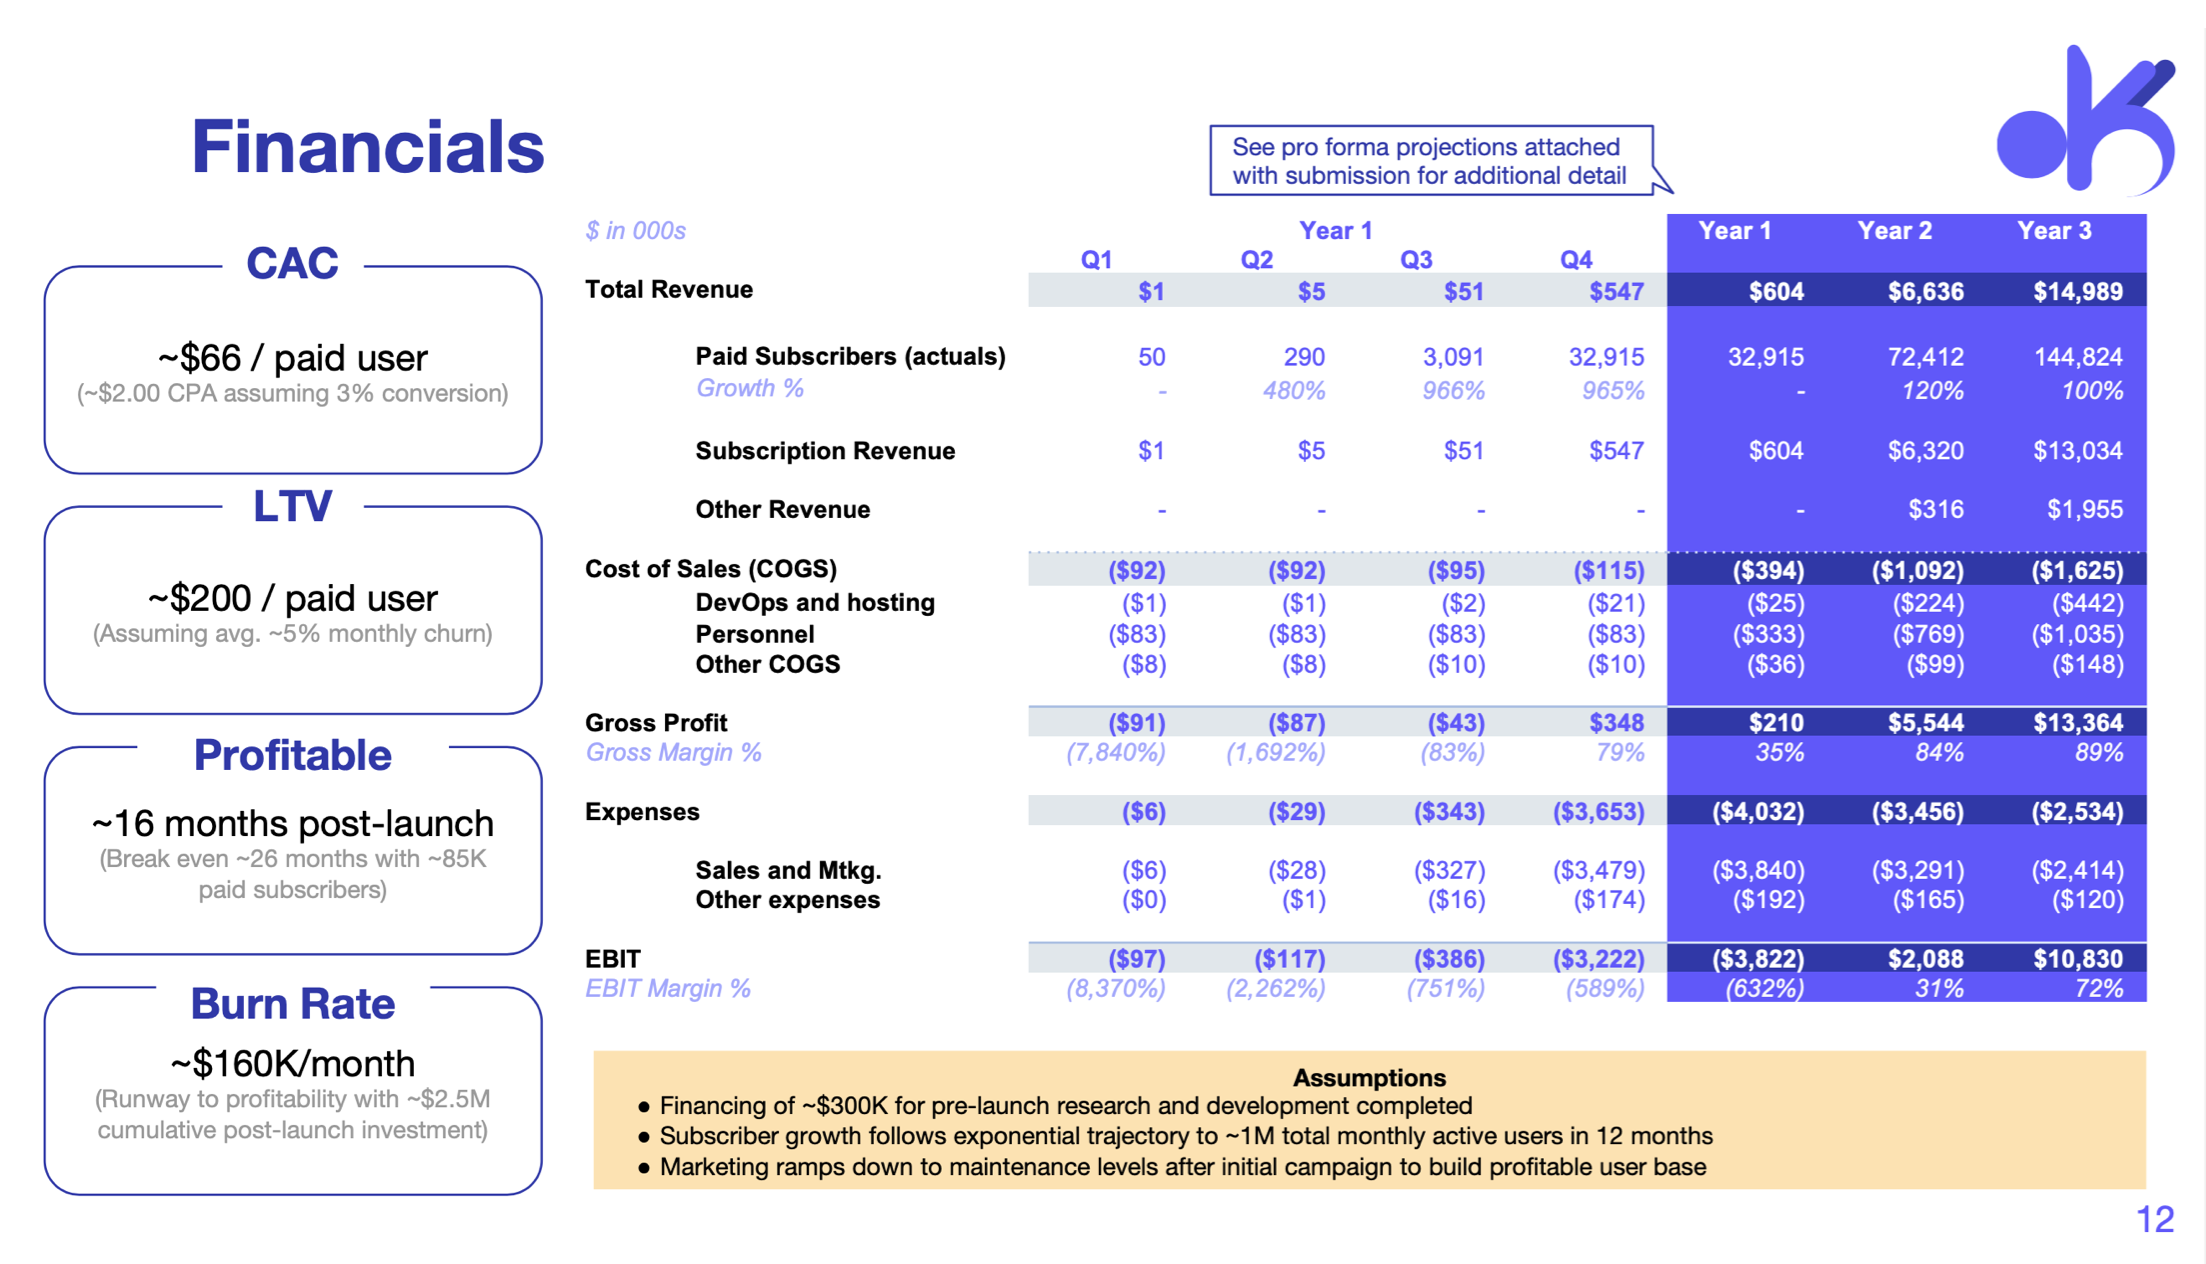 Financials
See pro forma projections attached
with submission for additional detail
CAC
~$66 / paid user
(~$2.00 CPA assuming 3% conversion)
LTV
~$200 / paid user
(Assuming avg. ~5% monthly churn)
Profitable
~16 months post-launch
(Break even ~26 months with ~85K
paid subscribers)
Burn Rate
~$160K/month
(Runway to profitability with ~$2.5M
cumulative post-launch investment)
$ in 000s Year 1 Year 1 Year 2 Year 3
Q1 Q2 Q3 Q4
Total Revenue $1 $5 $51 $547 $604 $6,636 $14,989
Paid Subscribers (actuals) 50 290 3,091 32,915 32,915 72,412 144,824
Growth % - 480% 966% 965% - 120% 100%
Subscription Revenue $1 $5 $51 $547 $604 $6,320 $13,034
Other Revenue - - - - - $316 $1,955
Cost of Sales (COGS) ($92) ($92) ($95) ($115) ($394) ($1,092) ($1,625)
DevOps and hosting ($1) ($1) ($2) ($21) ($25) ($224) ($442)
Personnel ($83) ($83) ($83) ($83) ($333) ($769) ($1,035)
Other COGS ($8) ($8) ($10) ($10) ($36) ($99) ($148)
Gross Profit ($91) ($87) ($43) $348 $210 $5,544 $13,364
Gross Margin % (7,840%) (1,692%) (83%) 79% 35% 84% 89%
Expenses ($6) ($29) ($343) ($3,653) ($4,032) ($3,456) ($2,534)
Sales and Mtkg. ($6) ($28) ($327) ($3,479) ($3,840) ($3,291) ($2,414)
Other expenses ($0) ($1) ($16) ($174) ($192) ($165) ($120)
EBIT ($97) ($117) ($386) ($3,222) ($3,822) $2,088 $10,830
EBIT Margin % (8,370%) (2,262%) (751%) (589%) (632%) 31% 72%
Assumptions
● Financing of ~$300K for pre-launch research and development completed
● Subscriber growth follows exponential trajectory to ~1M total monthly active users in 12 months
● Marketing ramps down to maintenance levels after initial campaign to build profitable user base
12